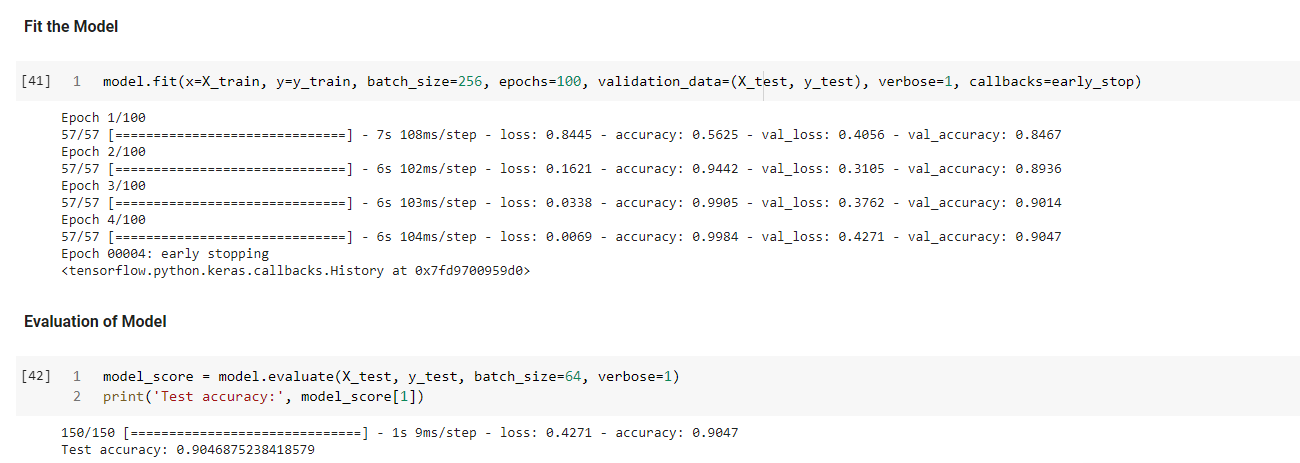 Fit the Model
[41] 1 model.fit(x=X_train, y=y_train, batch_size=256, epochs=100, validation_data=(X_test, y_test), verbose=1, callbacks=early_stop)
Epoch 1/100
57/57 [==============================] - 7s 108ms/step - loss: 0.8445 - accuracy: 0.5625 - val_loss: 0.4056 - val_accuracy: 0.8467
Epoch 2/100
57/57 [==============================] - 6s 102ms/step - loss: 0.1621 - accuracy: 0.9442 - val_loss: 0.3105 - val_accuracy: 0.8936
Epoch 3/100
57/57 [==============================] - 6s 103ms/step - loss: 0.0338 - accuracy: 0.9905 - val_loss: 0.3762 - val_accuracy: 0.9014
Epoch 4/100
57/57 [==============================] - 6s 104ms/step - loss: 0.0069 - accuracy: 0.9984 - val_loss: 0.4271 - val_accuracy: 0.9047
Epoch 00004: early stopping
<tensorflow.python.keras.callbacks.History at 0x7fd9700959d0>
Evaluation of Model
[42] 1 model_score = model.evaluate(X_test, y_test, batch_size=64, verbose=1)
2 print('Test accuracy:', model_score[1])
150/150 [==============================] - 1s 9ms/step - loss: 0.4271 - accuracy: 0.9047
Test accuracy: 0.9046875238418579